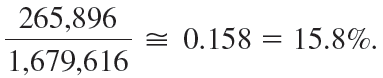 265,896
1,679,616 ≅ 0.158 = 15.8%.